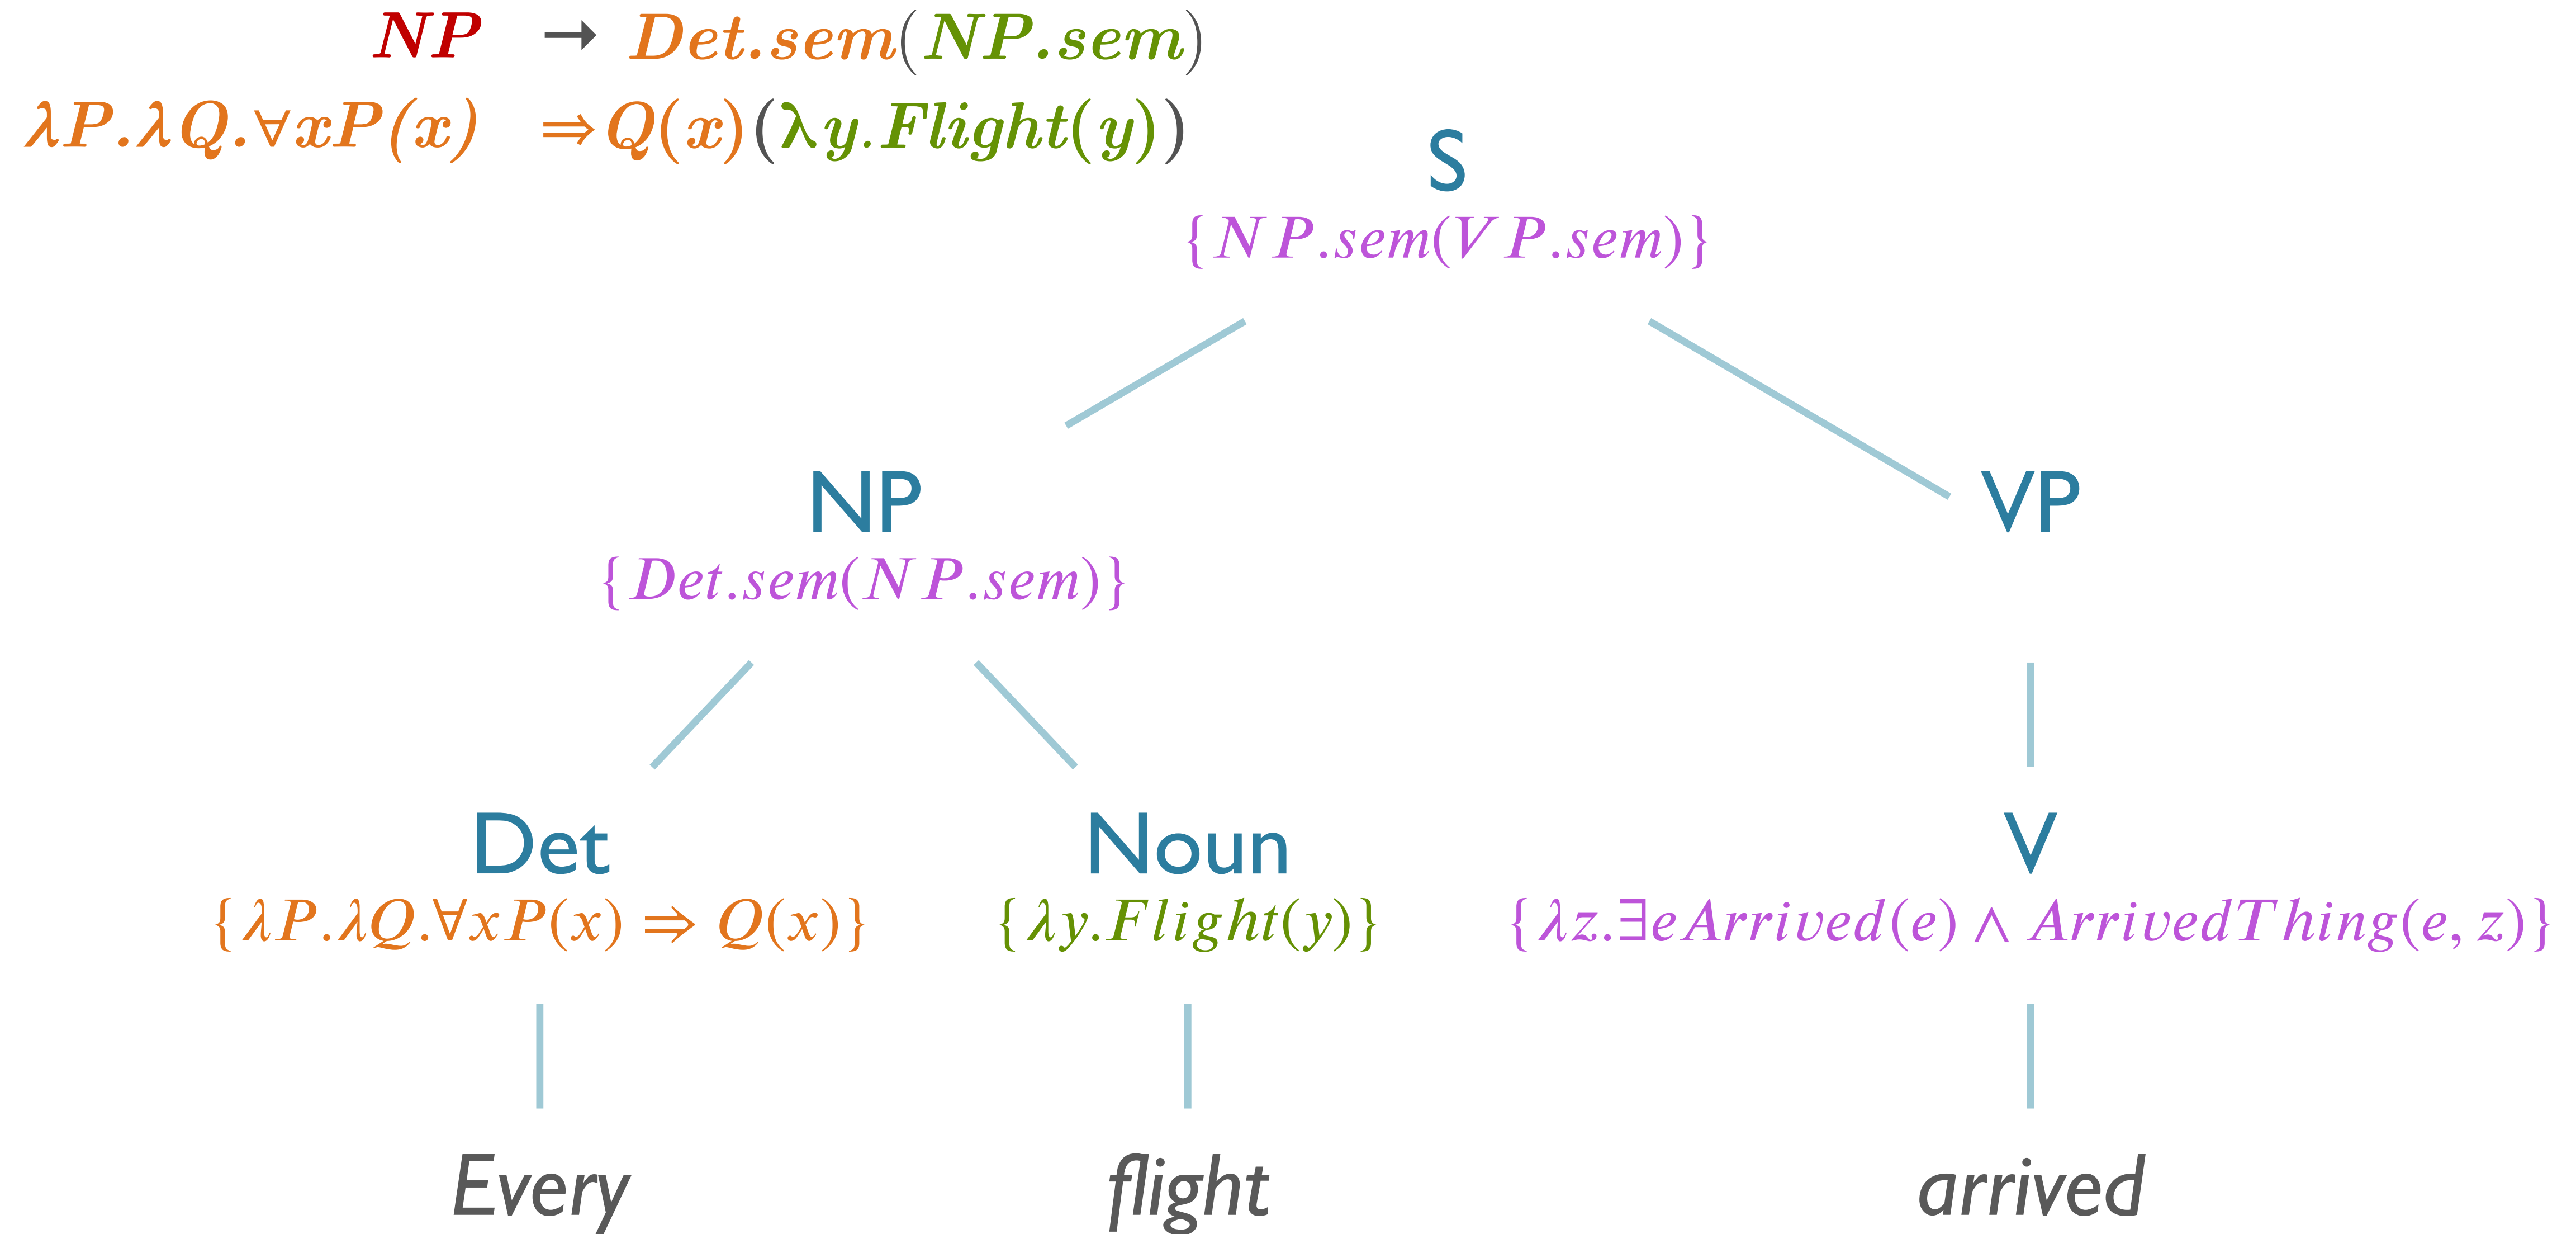 NP → Det.sem(NP.sem)
λP.λQ.∀xP(x) ⇒Q(x)(λy.Flight(y))
S
{NP.sem(VP.sem)}
NP VP
{Det.sem(NP.sem)}
Det Noun V
{λP.λQ.∀xP(x) ⇒ Q(x)} {λy.Flight(y)} {λz.∃eArrived(e) ∧ ArrivedThing(e, z)}
Every flight arrived